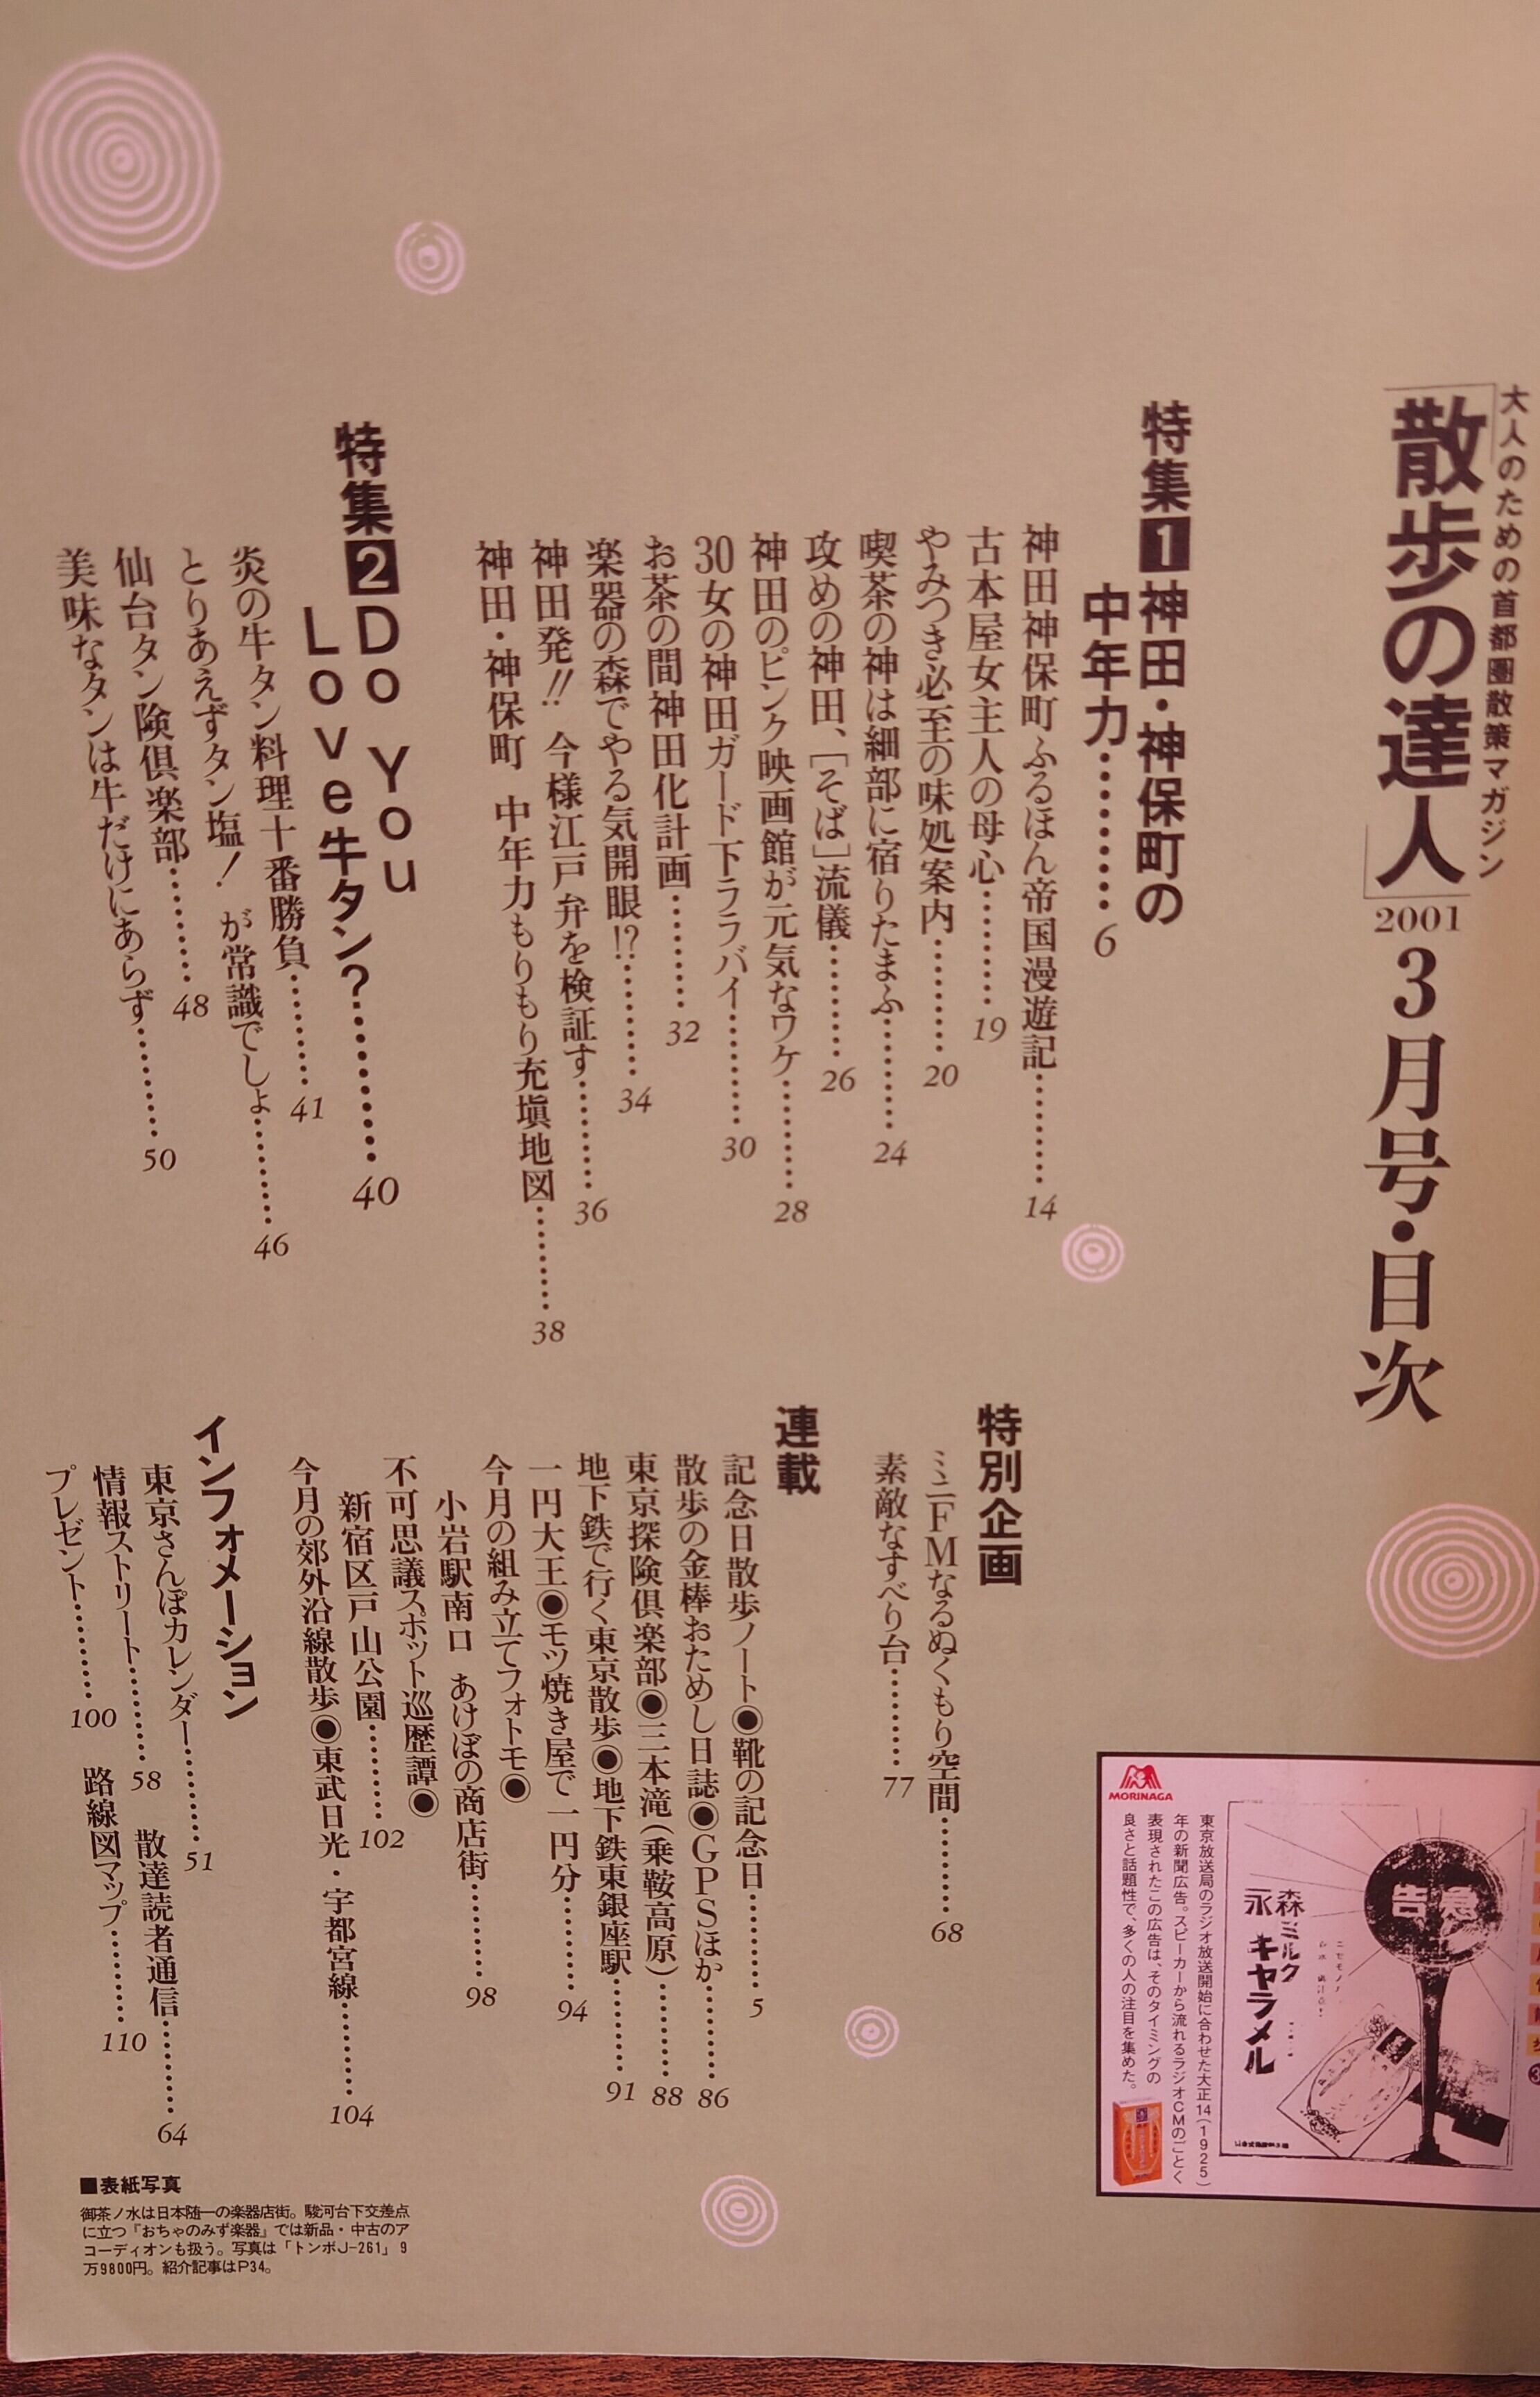 大人のための首都圏散策マガジン
「散歩の達人」2001 3月号・目次
特集1神田・神保町の
中年力………6
神田神保町ふるほん帝国漫遊記………14
古本屋女主人の母心………19
やみつき必至の味処案内………20
喫茶の神は細部に宿りたまふ………24
攻めの神田、[そば]流儀………26
神田のピンク映画館が元気なワケ………28
30女の神田ガード下ララバイ………30
お茶の間神田化計画………32
楽器の森でやる気開眼!?………34
神田発!! 今様江戸弁を検証す………36
神田・神保町 中年力もりもり充塡地図………38
特集2Do You
Love牛タン?………40
炎の牛タン料理十番勝負………41
とりあえずタン塩! が常識でしょ………46
仙台タン険倶楽部………48
美味なタンは牛だけにあらず………50
特別企画
ミニFMなるぬくもり空間………68
素敵なすべり台………77
連載
記念日散歩ノート◉靴の記念日………5
散歩の金棒おためし日誌◉GPSほか………86
東京探険倶楽部◉三本滝(乗鞍高原)………88
地下鉄で行く東京散歩◉地下鉄東銀座駅………91
一円大王◉モツ焼き屋で一円分………94
今月の組み立てフォトモ◉
小岩駅南口 あけぼの商店街………98
不可思議スポット巡歴譚◉
新宿区戸山公園………102
今月の郊外沿線散歩◉東武日光・宇都宮線………104
インフォメーション
東京さんぽカレンダー………51
情報ストリート………58 散達読者通信………64
プレゼント………100 路線図マップ………110
■表紙写真
御茶ノ水は日本随一の楽器店街。駿河台下交差点
に立つ『おちゃのみず楽器』では新品・中古のア
コーディオンも扱う。写真は「トンボJ-261」9
万9800円。紹介記事はP34。
MORINAGA
東京放送局のラジオ放送開始に合わせた大正14(1925)
年の新聞広告。スピーカーから流れるラジオCMのごとく
表現されたこの広告は、そのタイミングの
良さと話題性で、多くの人の注目を集めた。
急告
森永
ミルク
キャラメル